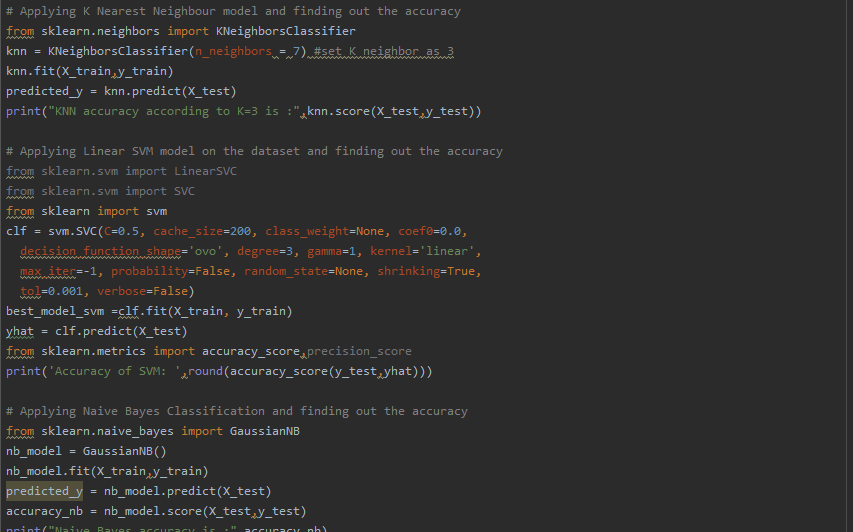 # Applying K Nearest Neighbour model and finding out the accuracy
from sklearn.neighbors import KNeighborsClassifier
knn = KNeighborsClassifier(n_neighbors = 7) #set K neighbor as 3
knn.fit(X_train,y_train)
predicted_y = knn.predict(X_test)
print("KNN accuracy according to K=3 is :",knn.score(X_test,y_test))
# Applying Linear SVM model on the dataset and finding out the accuracy
from sklearn.svm import LinearSVC
from sklearn.svm import SVC
from sklearn import svm
clf = svm.SVC(C=0.5, cache_size=200, class_weight=None, coef0=0.0,
decision_function_shape='ovo', degree=3, gamma=1, kernel='linear',
max_iter=-1, probability=False, random_state=None, shrinking=True,
tol=0.001, verbose=False)
best_model_svm =clf.fit(X_train, y_train)
yhat = clf.predict(X_test)
from sklearn.metrics import accuracy_score,precision_score
print('Accuracy of SVM: ',round(accuracy_score(y_test,yhat)))
# Applying Naive Bayes Classification and finding out the accuracy
from sklearn.naive_bayes import GaussianNB
nb_model = GaussianNB()
nb_model.fit(X_train,y_train)
predicted_y = nb_model.predict(X_test)
accuracy_nb = nb_model.score(X_test,y_test)
print("Naive Bayes accuracy is :",accuracy_nb)